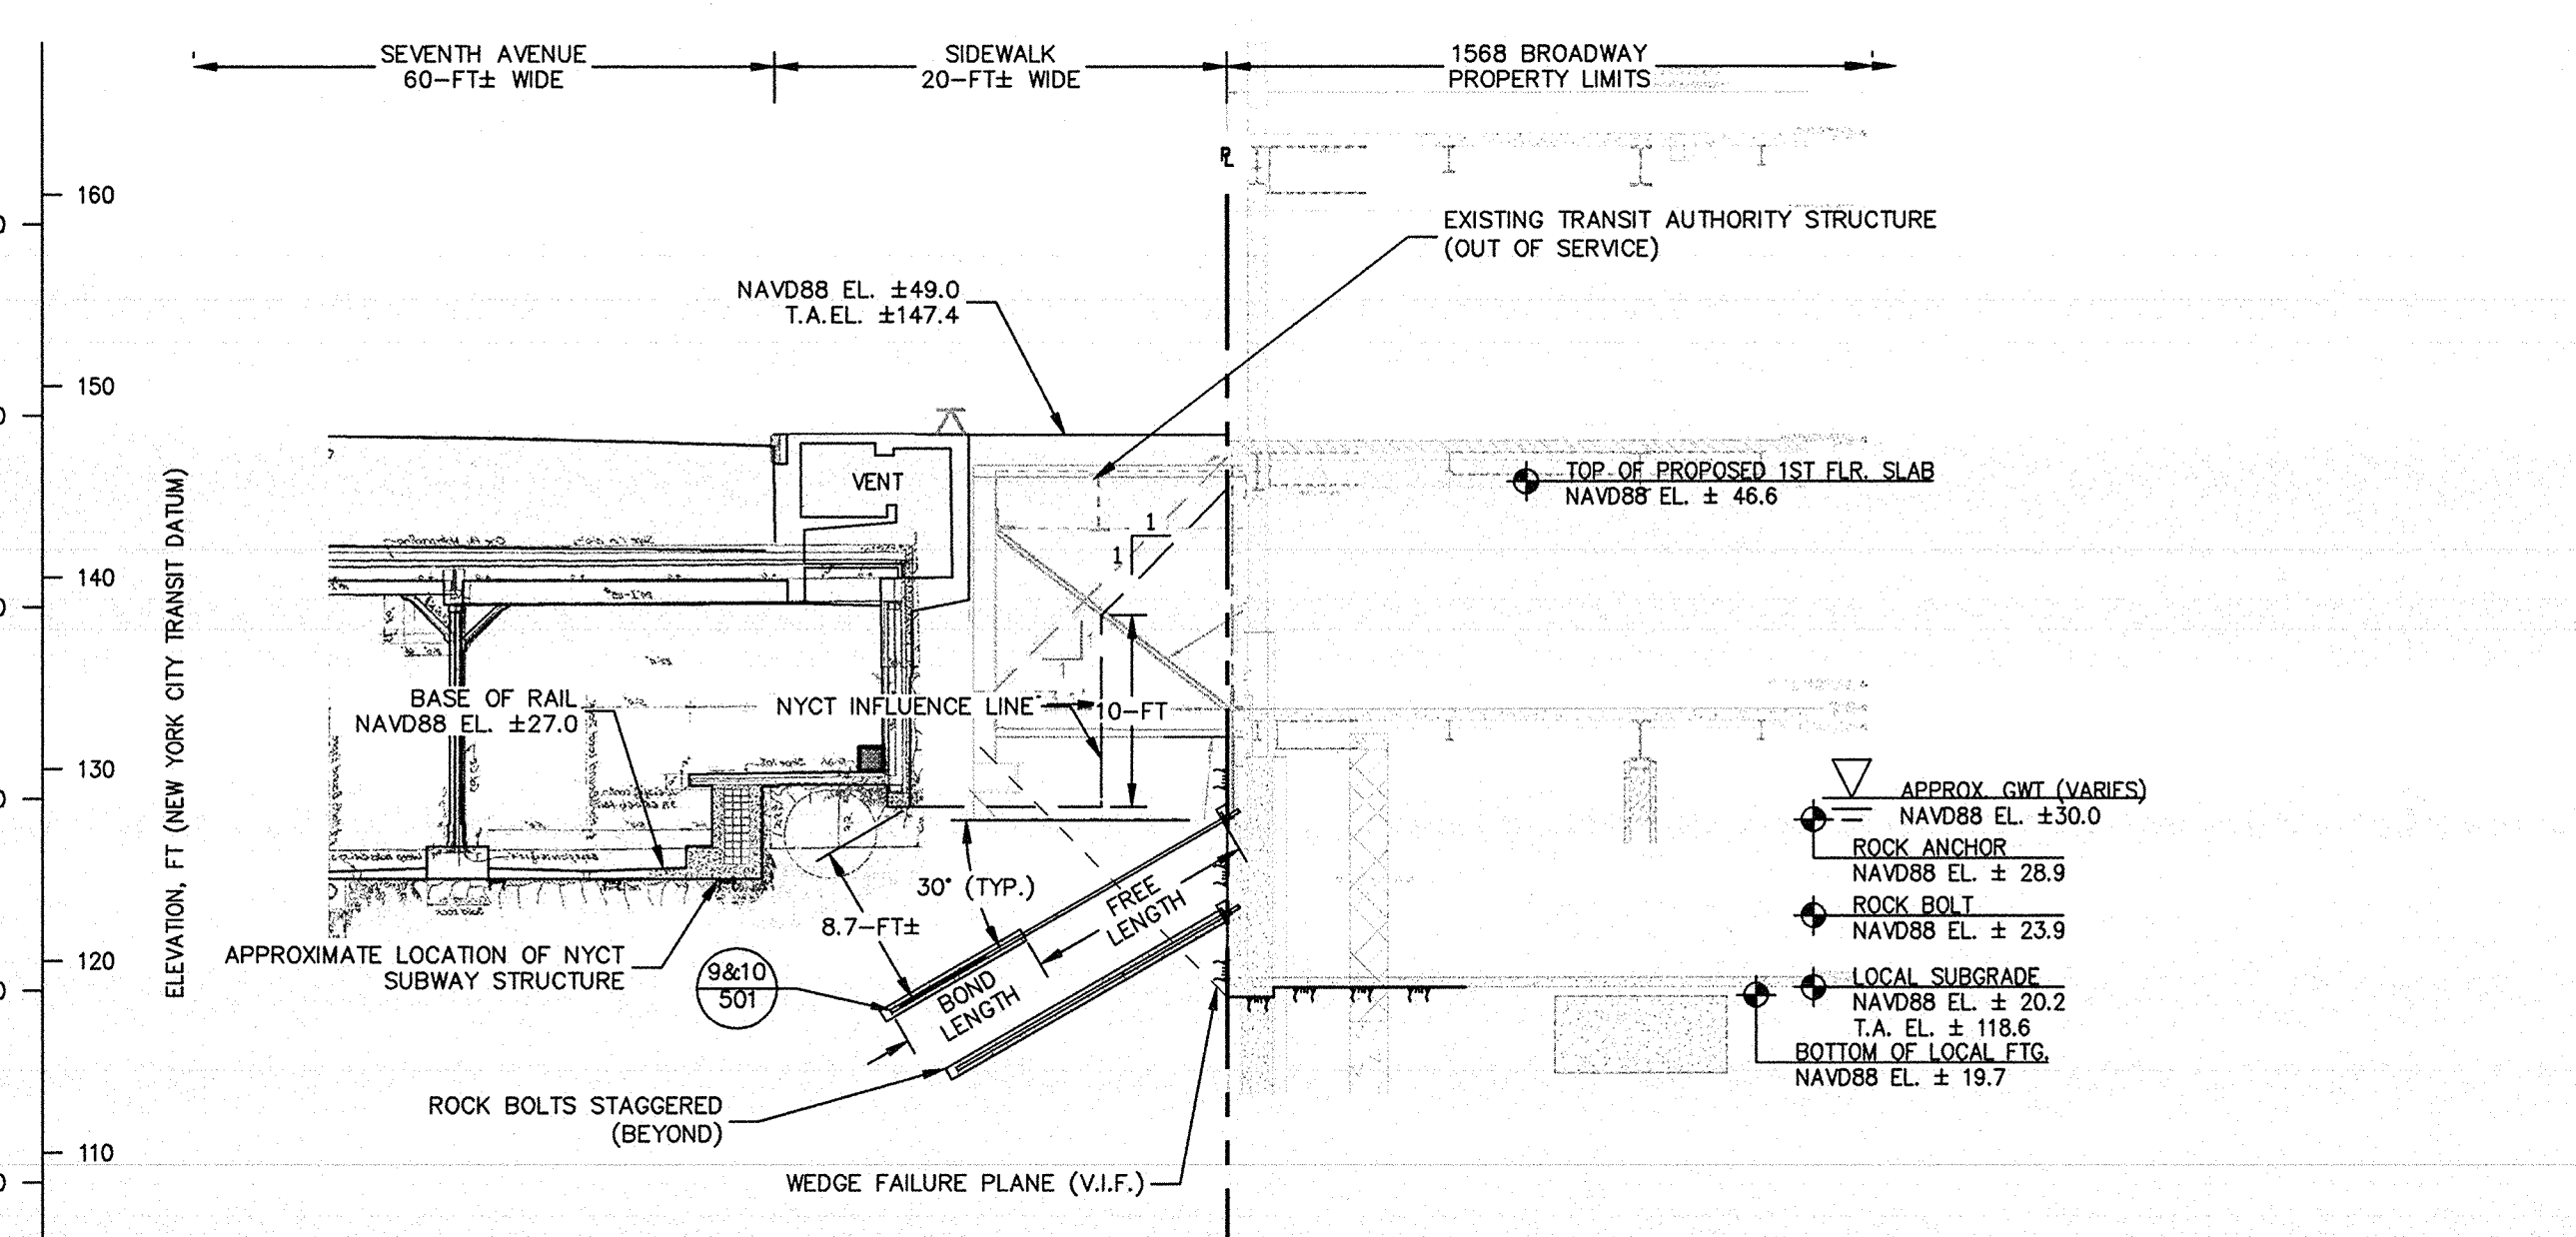 SEVENTH AVENUE
60-FT± WIDE
SIDEWALK
20-FT± WIDE
1568 BROADWAY
PROPERTY LIMITS
160
150
140
130
120
110
ELEVATION, FT (NEW YORK CITY TRANSIT DATUM)
EXISTING TRANSIT AUTHORITY STRUCTURE
(OUT OF SERVICE)
NAVD88 EL. ±49.0
T.A.EL. ±147.4
VENT
TOP OF PROPOSED 1ST FLR. SLAB
NAVD88 EL. ± 46.6
1
1
1
BASE OF RAIL
NAVD88 EL. ±27.0
NYCT INFLUENCE LINE
10-FT
APPROX. GWT (VARIES)
NAVD88 EL. ±30.0
ROCK ANCHOR
NAVD88 EL. ± 28.9
ROCK BOLT
NAVD88 EL. ± 23.9
LOCAL SUBGRADE
NAVD88 EL. ± 20.2
T.A. EL. ± 118.6
BOTTOM OF LOCAL FTG.
NAVD88 EL. ± 19.7
30° (TYP.)
8.7-FT±
FREE
LENGTH
BOND
LENGTH
APPROXIMATE LOCATION OF NYCT
SUBWAY STRUCTURE
9&10
501
ROCK BOLTS STAGGERED
(BEYOND)
WEDGE FAILURE PLANE (V.I.F.)